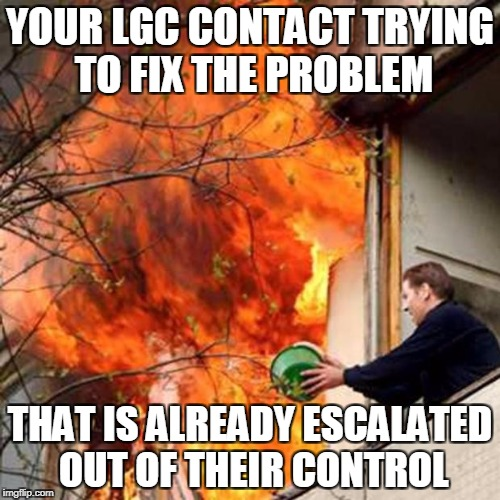 YOUR LGC CONTACT TRYING
TO FIX THE PROBLEM
THAT IS ALREADY ESCALATED
OUT OF THEIR CONTROL
imgflip.com